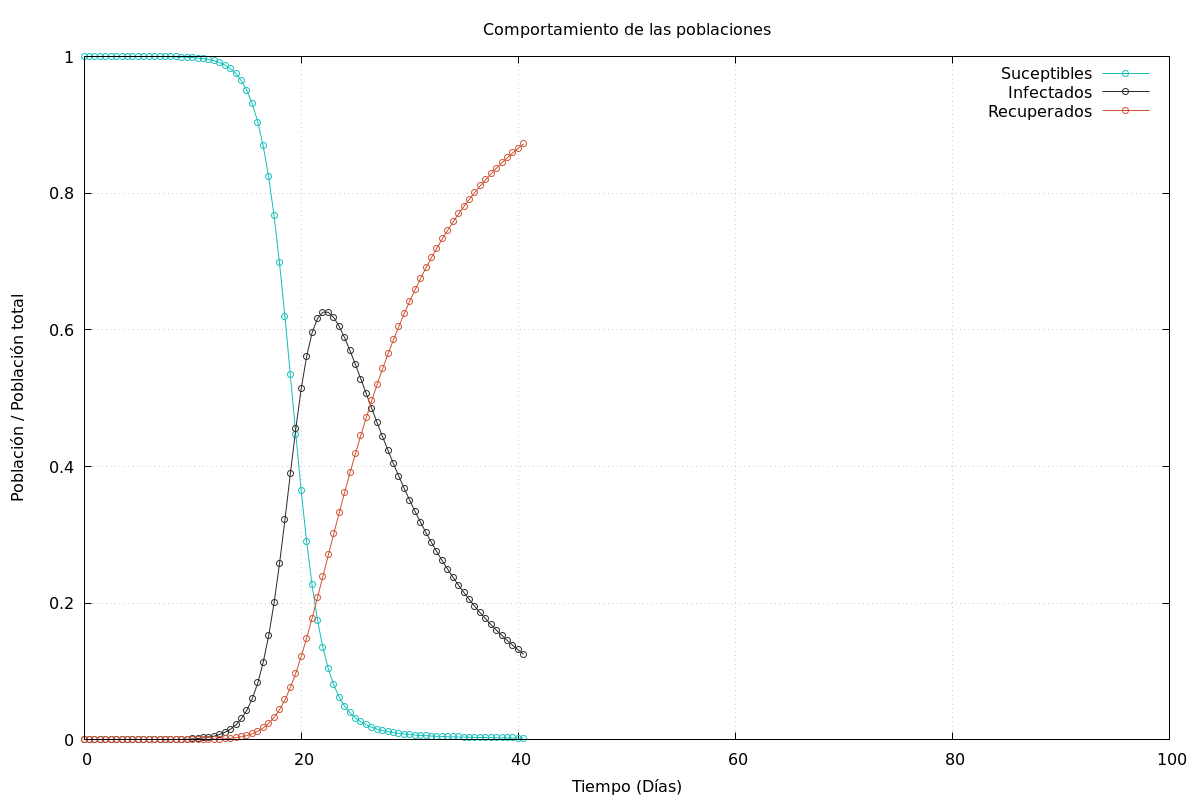 Comportamiento de las poblaciones
Suceptibles
Infectados
Recuperados
1
0.8
0.6
0.4
0.2
0
Población / Población total
0 20 40 60 80 100
Tiempo (Días)